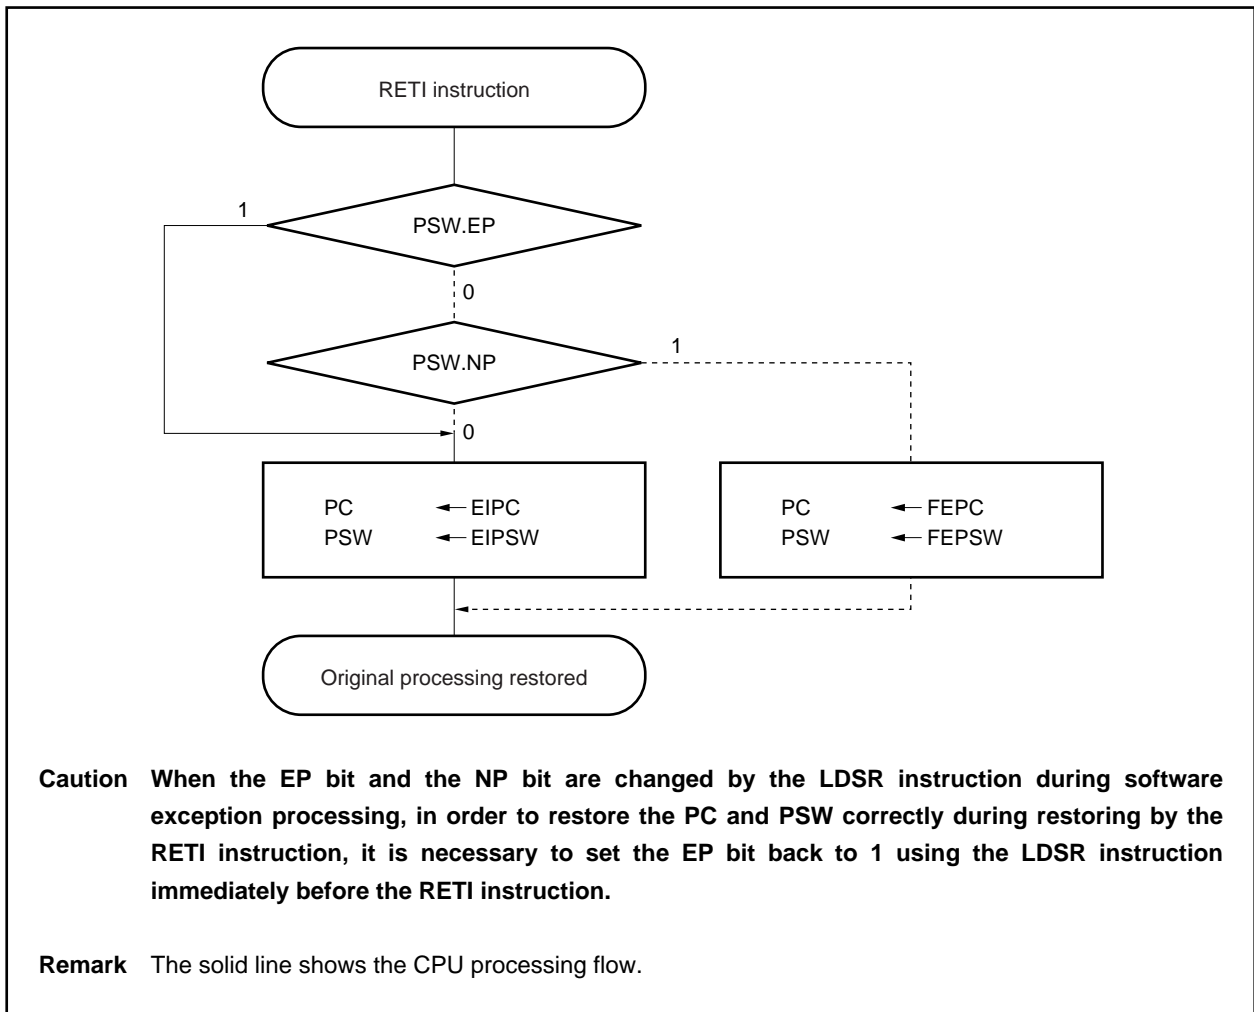 RETI instruction
1
PSW.EP
0
1
PSW.NP
0
PC ← EIPC
PSW ← EIPSW
PC ← FEPC
PSW ← FEPSW
Original processing restored
Caution When the EP bit and the NP bit are changed by the LDSR instruction during software
exception processing, in order to restore the PC and PSW correctly during restoring by the
RETI instruction, it is necessary to set the EP bit back to 1 using the LDSR instruction
immediately before the RETI instruction.
Remark The solid line shows the CPU processing flow.